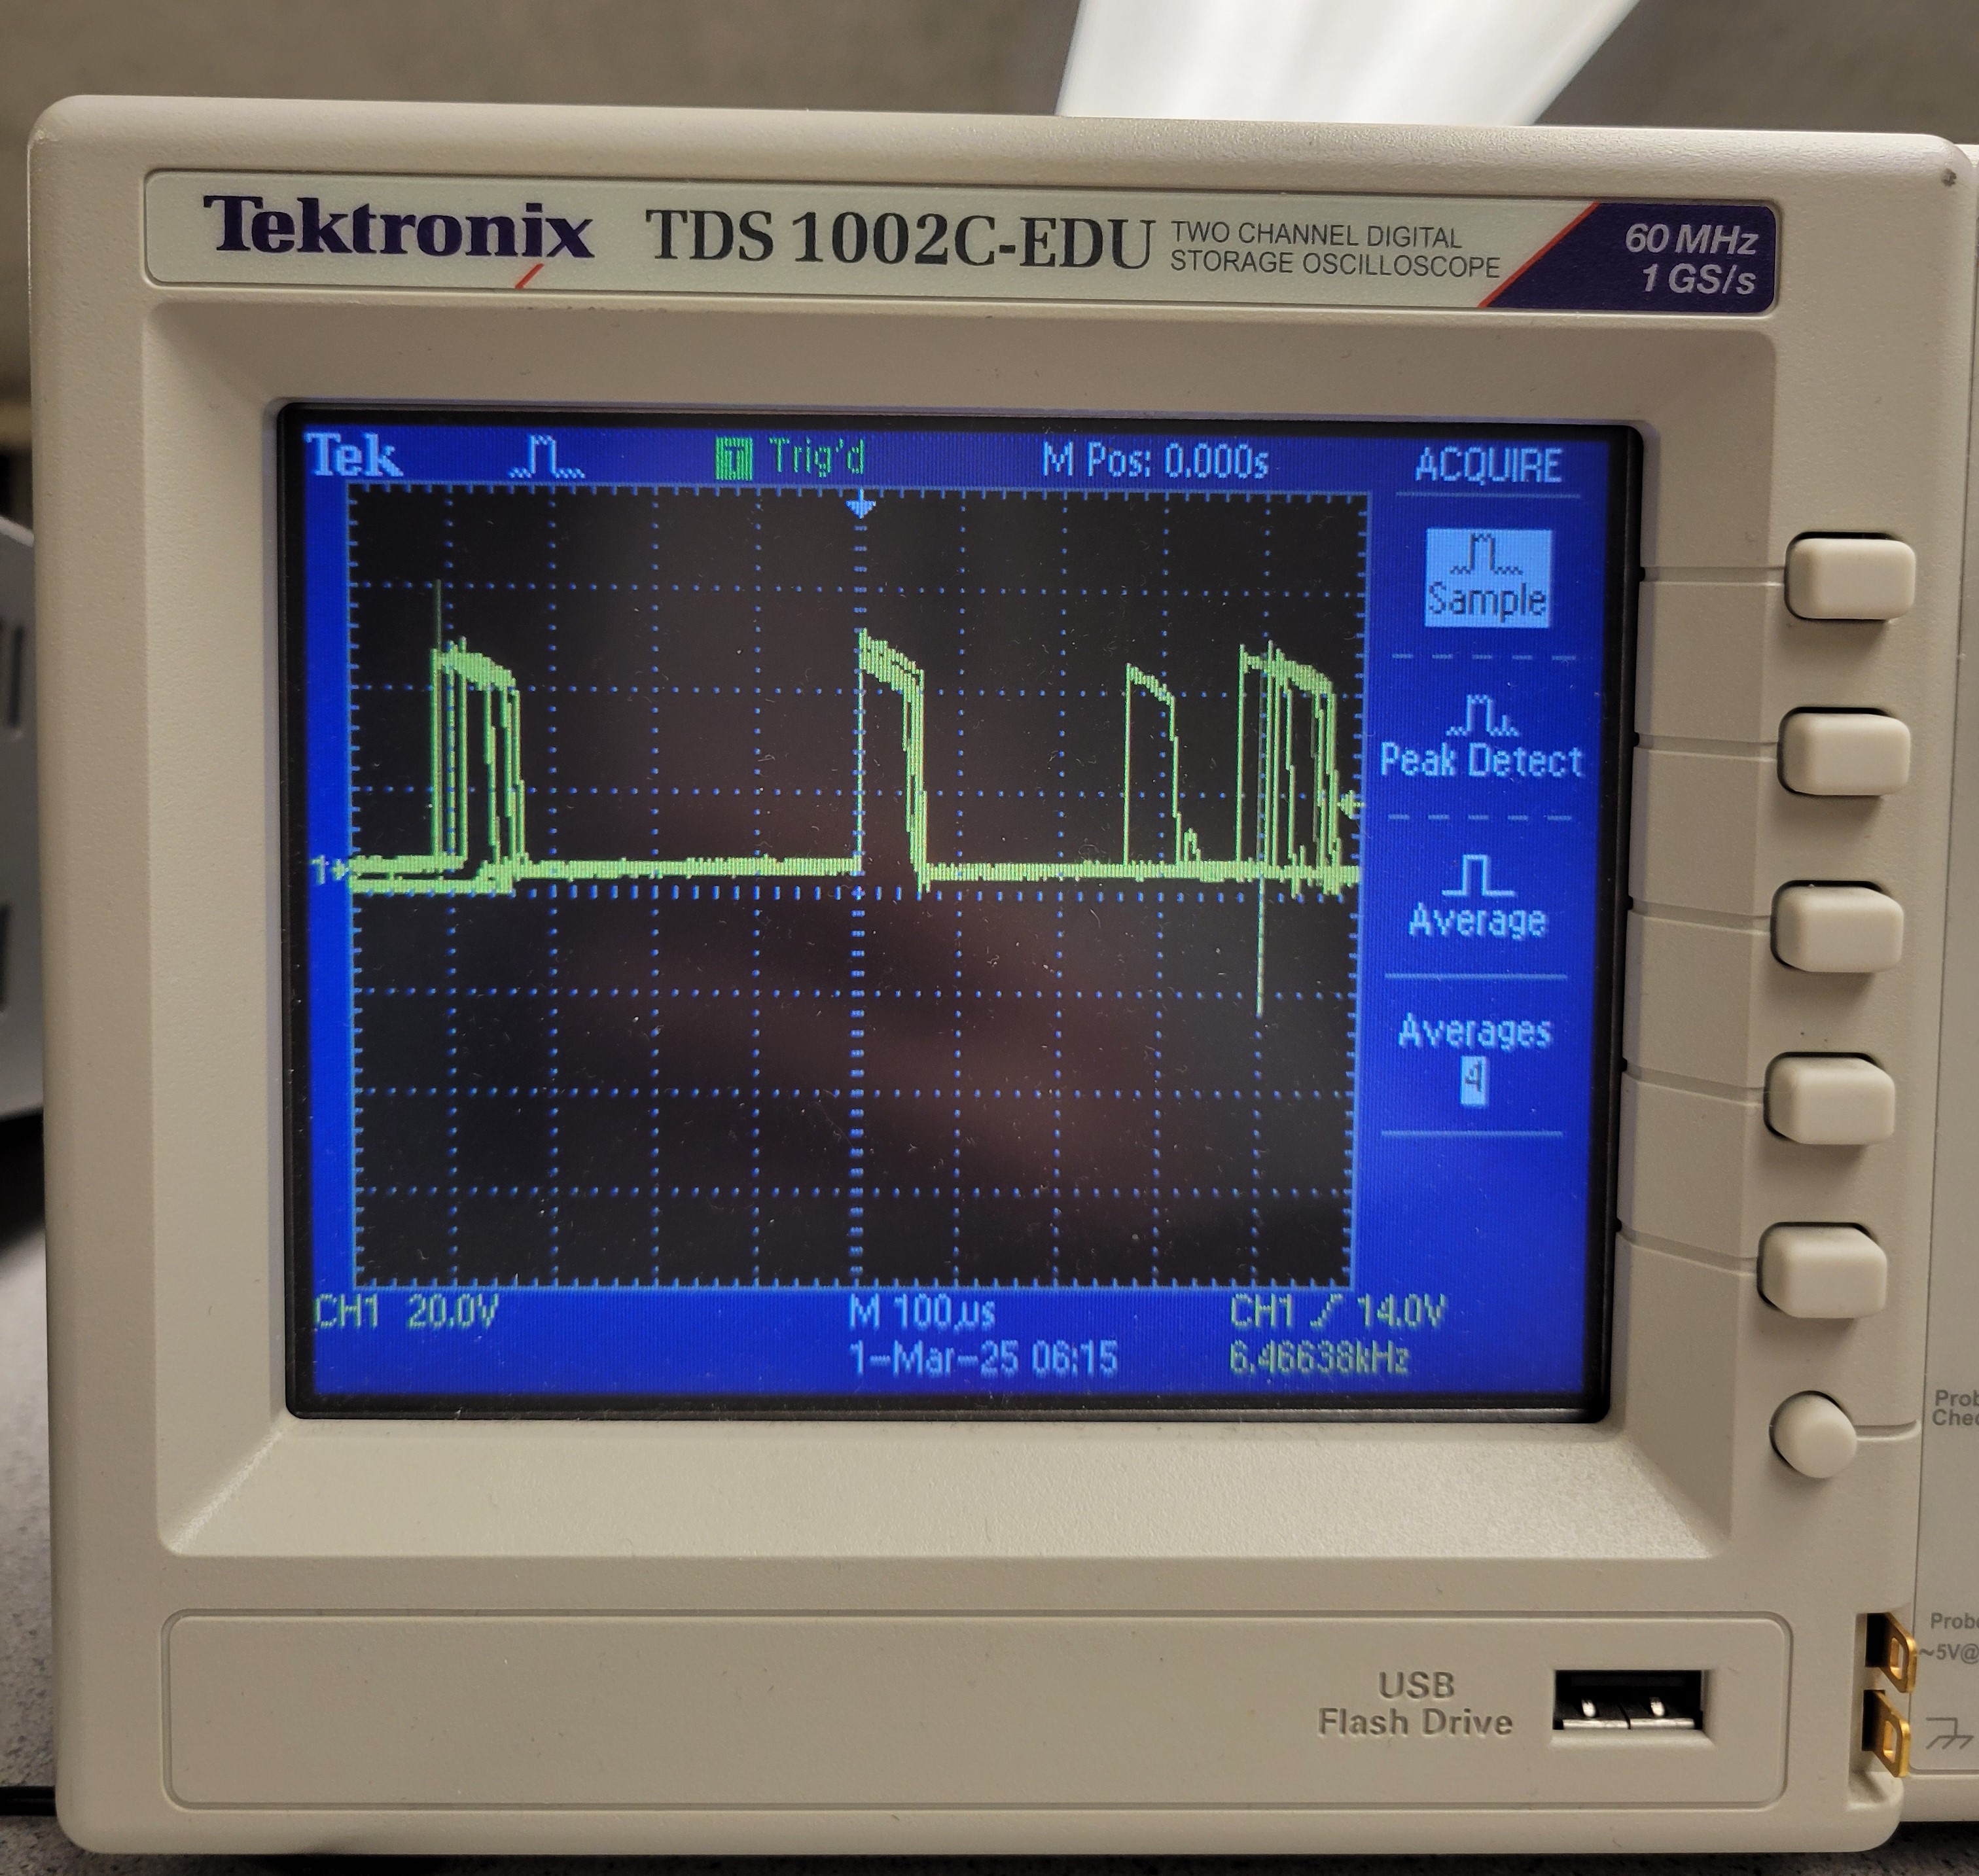 Tektronix TDS 1002C-EDU TWO CHANNEL DIGITAL STORAGE OSCILLOSCOPE
60 MHz
1 GS/s
Tek T Trig'd M Pos: 0.000s ACQUIRE
Sample
Peak Detect
1
Average
Averages
4
CH1 20.0V M 100µs CH1 14.0V
1-Mar-25 06:15 6.46638kHz
USB
Flash Drive
~5V@